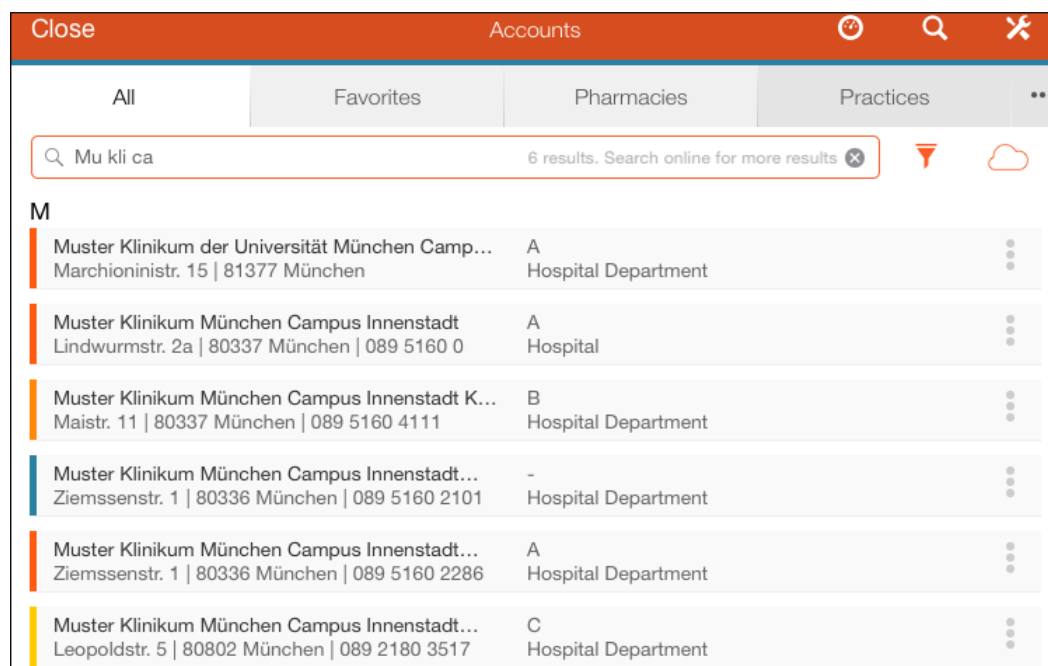 Close Accounts
All Favorites Pharmacies Practices ••
Mu kli ca 6 results. Search online for more results
M
Muster Klinikum der Universität München Camp... A
Marchioninistr. 15 | 81377 München Hospital Department
Muster Klinikum München Campus Innenstadt A
Lindwurmstr. 2a | 80337 München | 089 5160 0 Hospital
Muster Klinikum München Campus Innenstadt K... B
Maistr. 11 | 80337 München | 089 5160 4111 Hospital Department
Muster Klinikum München Campus Innenstadt... -
Ziemssenstr. 1 | 80336 München | 089 5160 2101 Hospital Department
Muster Klinikum München Campus Innenstadt... A
Ziemssenstr. 1 | 80336 München | 089 5160 2286 Hospital Department
Muster Klinikum München Campus Innenstadt... C
Leopoldstr. 5 | 80802 München | 089 2180 3517 Hospital Department